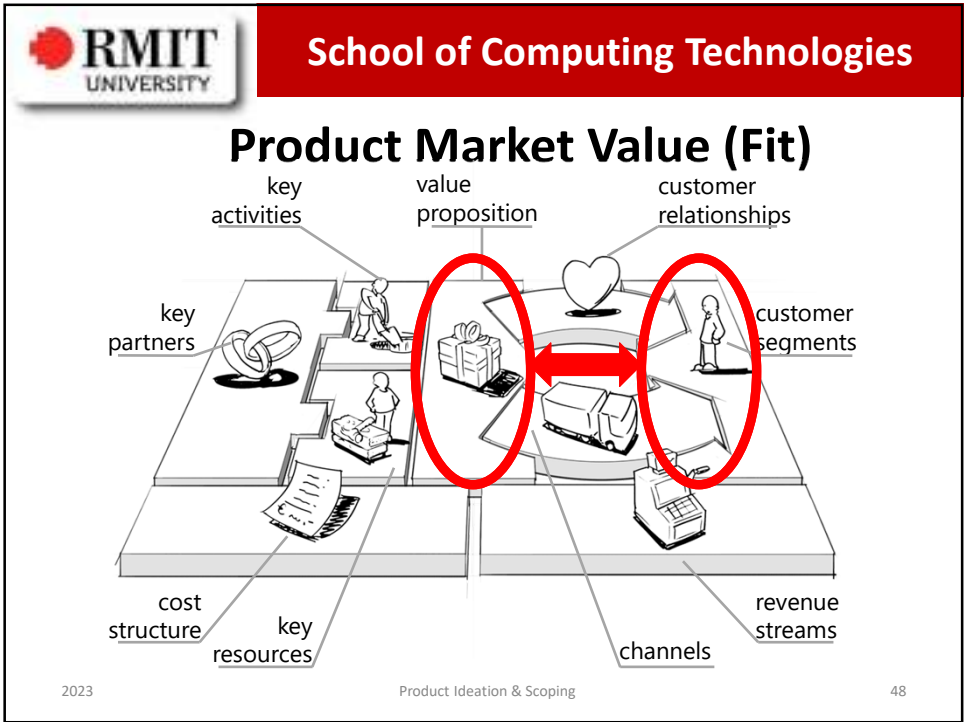 RMIT
UNIVERSITY
School of Computing Technologies
Product Market Value (Fit)
key
activities
value
proposition
customer
relationships
key
partners
customer
segments
cost
structure
key
resources
channels
revenue
streams
2023
Product Ideation & Scoping
48